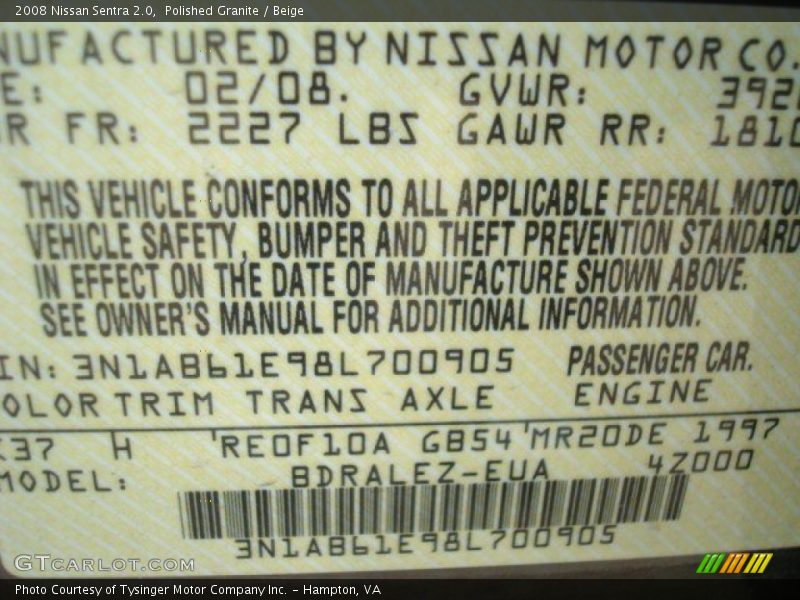 2008 Nissan Sentra 2.0, Polished Granite / Beige
NUFACTURED BY NISSAN MOTOR CO.
E: 02/08. GVWR: 392
R FR: 2227 LBS GAWR RR: 1810
THIS VEHICLE CONFORMS TO ALL APPLICABLE FEDERAL MOTO
VEHICLE SAFETY, BUMPER AND THEFT PREVENTION STANDARD
IN EFFECT ON THE DATE OF MANUFACTURE SHOWN ABOVE.
SEE OWNER'S MANUAL FOR ADDITIONAL INFORMATION.
IN: 3N1AB61E98L700905 PASSENGER CAR.
OLOR TRIM TRANS AXLE ENGINE
K37 H 'RE0F10A GB54 'MR20DE 1997
MODEL: BDRALEZ-EUA 4Z000
3N1AB61E98L700905
GTcarlot.com
Photo Courtesy of Tysinger Motor Company Inc. - Hampton, VA